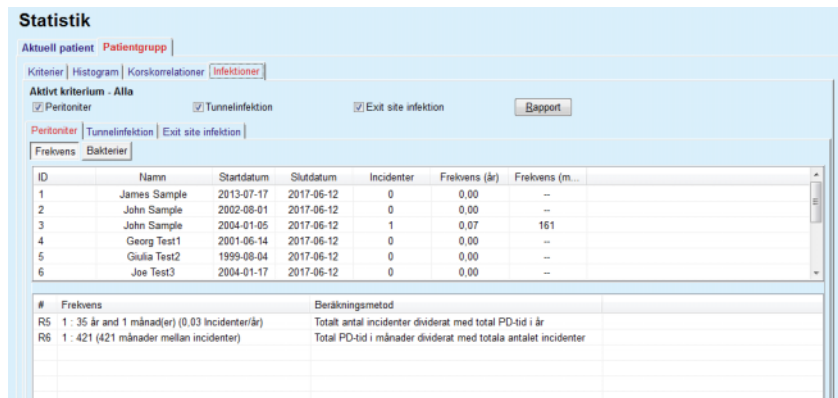 Statistik
Aktuell patient Patientgrupp
Kriterier Histogram Korskorrelationer Infektioner
Aktivt kriterium - Alla
Peritoniter Tunnelinfektion Exit site infektion Rapport
Peritoniter Tunnelinfektion Exit site infektion
Frekvens Bakterier
ID Namn Startdatum Slutdatum Incidenter Frekvens (år) Frekvens (m...
1 James Sample 2013-07-17 2017-06-12 0 0,00 --
2 John Sample 2002-08-01 2017-06-12 0 0,00 --
3 John Sample 2004-01-05 2017-06-12 1 0,07 161
4 Georg Test1 2001-06-14 2017-06-12 0 0,00 --
5 Giulia Test2 1999-08-04 2017-06-12 0 0,00 --
6 Joe Test3 2004-01-17 2017-06-12 0 0,00 --
# Frekvens Beräkningsmetod
R5 1 : 35 år and 1 månad(er) (0,03 Incidenter/år) Totalt antal incidenter dividerat med total PD-tid i år
R6 1 : 421 (421 månader mellan incidenter) Total PD-tid i månader dividerat med totala antalet incidenter